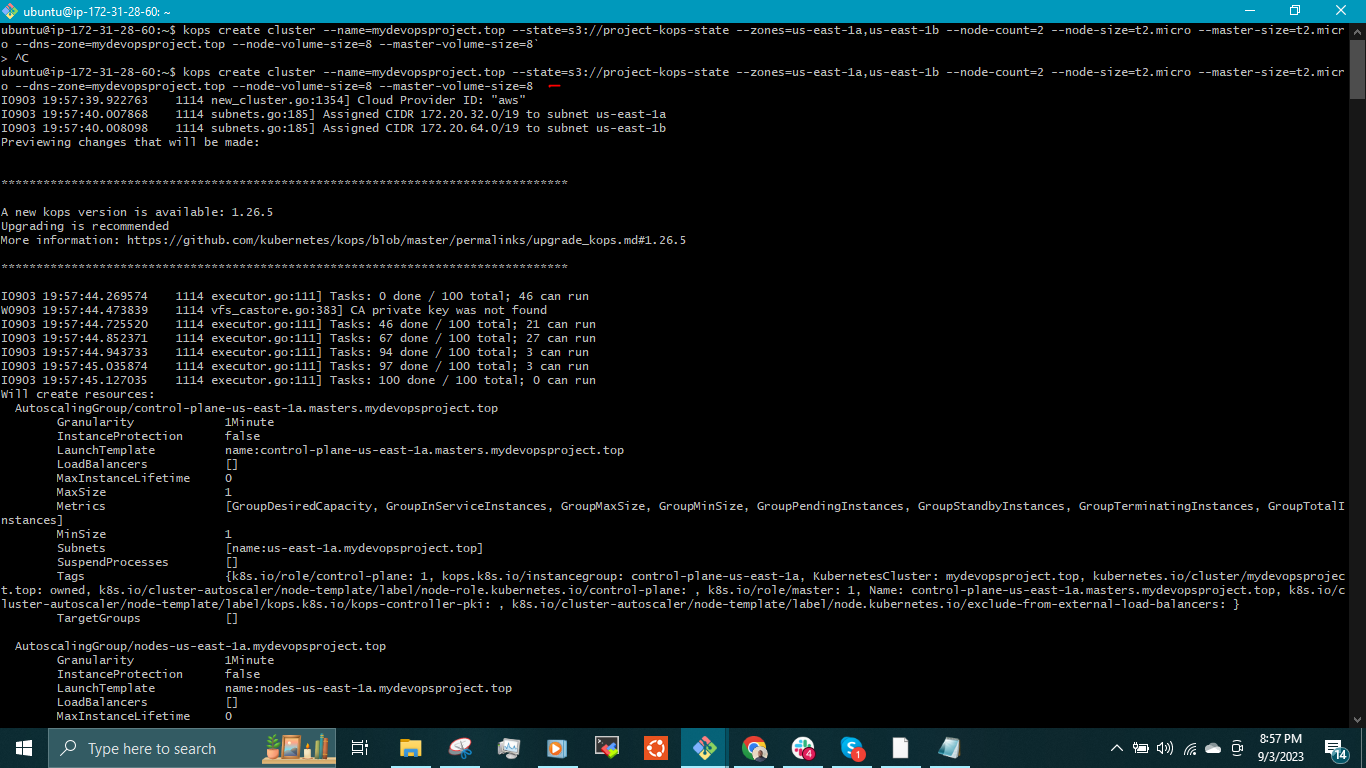 ubuntu@ip-172-31-28-60: ~
ubuntu@ip-172-31-28-60:~$ kops create cluster --name=mydevopsproject.top --state=s3://project-kops-state --zones=us-east-1a,us-east-1b --node-count=2 --node-size=t2.micro --master-size=t2.micr
o --dns-zone=mydevopsproject.top --node-volume-size=8 --master-volume-size=8`
> ^C
ubuntu@ip-172-31-28-60:~$ kops create cluster --name=mydevopsproject.top --state=s3://project-kops-state --zones=us-east-1a,us-east-1b --node-count=2 --node-size=t2.micro --master-size=t2.micr
o --dns-zone=mydevopsproject.top --node-volume-size=8 --master-volume-size=8
I0903 19:57:39.922763    1114 new_cluster.go:1354] Cloud Provider ID: "aws"
I0903 19:57:40.007868    1114 subnets.go:185] Assigned CIDR 172.20.32.0/19 to subnet us-east-1a
I0903 19:57:40.008098    1114 subnets.go:185] Assigned CIDR 172.20.64.0/19 to subnet us-east-1b
Previewing changes that will be made:
*********************************************************************************
A new kops version is available: 1.26.5
Upgrading is recommended
More information: https://github.com/kubernetes/kops/blob/master/permalinks/upgrade_kops.md#1.26.5
*********************************************************************************
I0903 19:57:44.269574    1114 executor.go:111] Tasks: 0 done / 100 total; 46 can run
W0903 19:57:44.473839    1114 vfs_castore.go:383] CA private key was not found
I0903 19:57:44.725520    1114 executor.go:111] Tasks: 46 done / 100 total; 21 can run
I0903 19:57:44.852371    1114 executor.go:111] Tasks: 67 done / 100 total; 27 can run
I0903 19:57:44.943733    1114 executor.go:111] Tasks: 94 done / 100 total; 3 can run
I0903 19:57:45.035874    1114 executor.go:111] Tasks: 97 done / 100 total; 3 can run
I0903 19:57:45.127035    1114 executor.go:111] Tasks: 100 done / 100 total; 0 can run
Will create resources:
  AutoscalingGroup/control-plane-us-east-1a.masters.mydevopsproject.top
        Granularity             1Minute
        InstanceProtection      false
        LaunchTemplate          name:control-plane-us-east-1a.masters.mydevopsproject.top
        LoadBalancers           []
        MaxInstanceLifetime     0
        MaxSize                 1
        Metrics                 [GroupDesiredCapacity, GroupInServiceInstances, GroupMaxSize, GroupMinSize, GroupPendingInstances, GroupStandbyInstances, GroupTerminatingInstances, GroupTotalI
nstances]
        MinSize                 1
        Subnets                 [name:us-east-1a.mydevopsproject.top]
        SuspendProcesses        []
        Tags                    {k8s.io/role/control-plane: 1, kops.k8s.io/instancegroup: control-plane-us-east-1a, KubernetesCluster: mydevopsproject.top, kubernetes.io/cluster/mydevopsprojec
t.top: owned, k8s.io/cluster-autoscaler/node-template/label/node-role.kubernetes.io/control-plane: , k8s.io/role/master: 1, Name: control-plane-us-east-1a.masters.mydevopsproject.top, k8s.io/c
luster-autoscaler/node-template/label/kops.k8s.io/kops-controller-pki: , k8s.io/cluster-autoscaler/node-template/label/node.kubernetes.io/exclude-from-external-load-balancers: }
        TargetGroups            []
  AutoscalingGroup/nodes-us-east-1a.mydevopsproject.top
        Granularity             1Minute
        InstanceProtection      false
        LaunchTemplate          name:nodes-us-east-1a.mydevopsproject.top
        LoadBalancers           []
        MaxInstanceLifetime     0
Type here to search
4
1
8:57 PM
9/3/2023
14